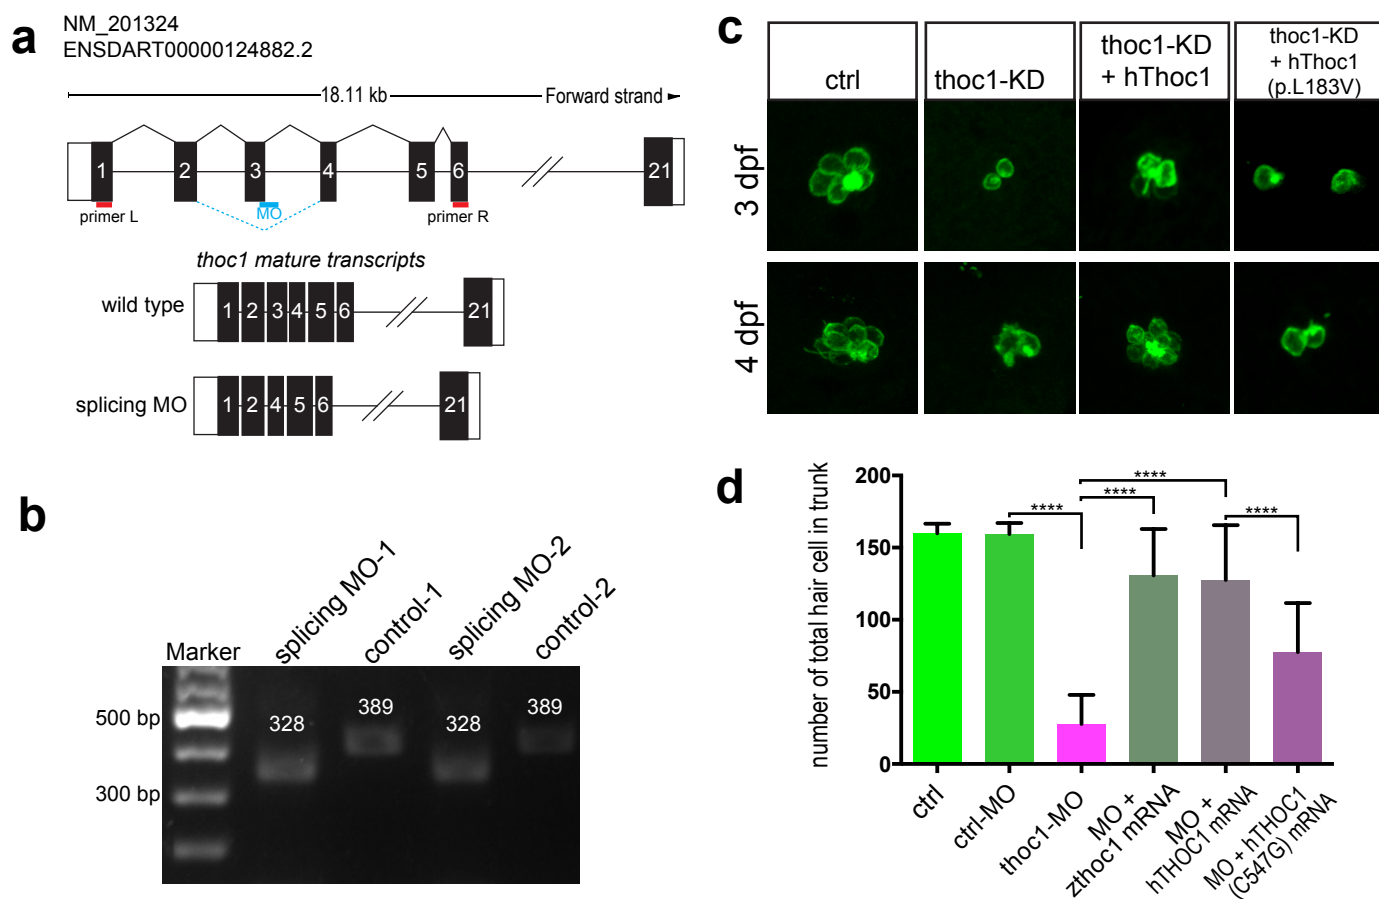 a
NM_201324
ENSDART00000124882.2
18.11 kb
Forward strand
1 2 3 4 5 6 21
primer L
MO
primer R
thoc1 mature transcripts
wild type
1 2 3 4 5 6 21
splicing MO
1 2 4 5 6 21
b
Marker
splicing MO-1
control-1
splicing MO-2
control-2
500 bp
300 bp
328
389
328
389
c
ctrl
thoc1-KD
thoc1-KD
+ hThoc1
thoc1-KD
+ hThoc1
(p.L183V)
3 dpf
4 dpf
d
number of total hair cell in trunk
200
150
100
50
0
****
****
****
****
ctrl
ctrl-MO
thoc1-MO
MO +
zthoc1 mRNA
MO +
hTHOC1 mRNA
MO + hTHOC1
(C547G) mRNA